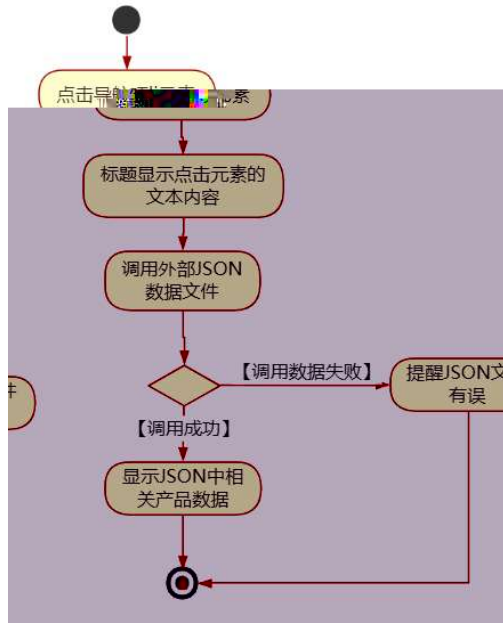 点击导航
元素
标题显示点击元素的
文本内容
调用外部JSON
数据文件
【调用数据失败】
提醒JSON文
有误
件
【调用成功】
显示JSON中相
关产品数据